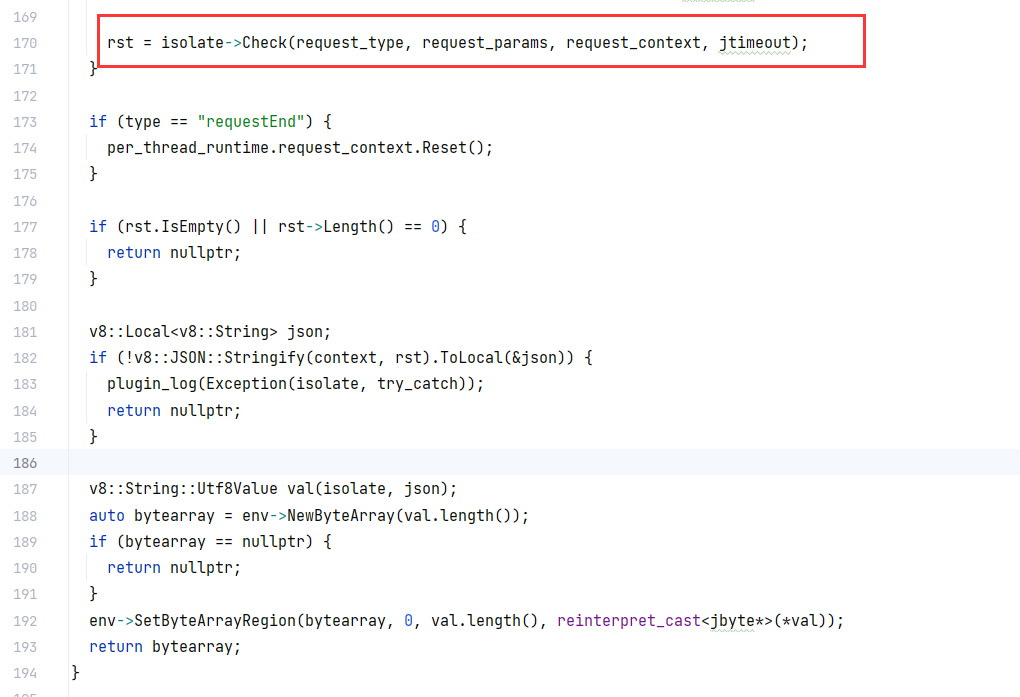 169
170 rst = isolate->Check(request_type, request_params, request_context, jtimeout);
171 }
172
173 if (type == "requestEnd") {
174 per_thread_runtime.request_context.Reset();
175 }
176
177 if (rst.IsEmpty() || rst->Length() == 0) {
178 return nullptr;
179 }
180
181 v8::Local<v8::String> json;
182 if (!v8::JSON::Stringify(context, rst).ToLocal(&json)) {
183 plugin_log(Exception(isolate, try_catch));
184 return nullptr;
185 }
186
187 v8::String::Utf8Value val(isolate, json);
188 auto bytearray = env->NewByteArray(val.length());
189 if (bytearray == nullptr) {
190 return nullptr;
191 }
192 env->SetByteArrayRegion(bytearray, 0, val.length(), reinterpret_cast<jbyte*>(*val));
193 return bytearray;
194 }